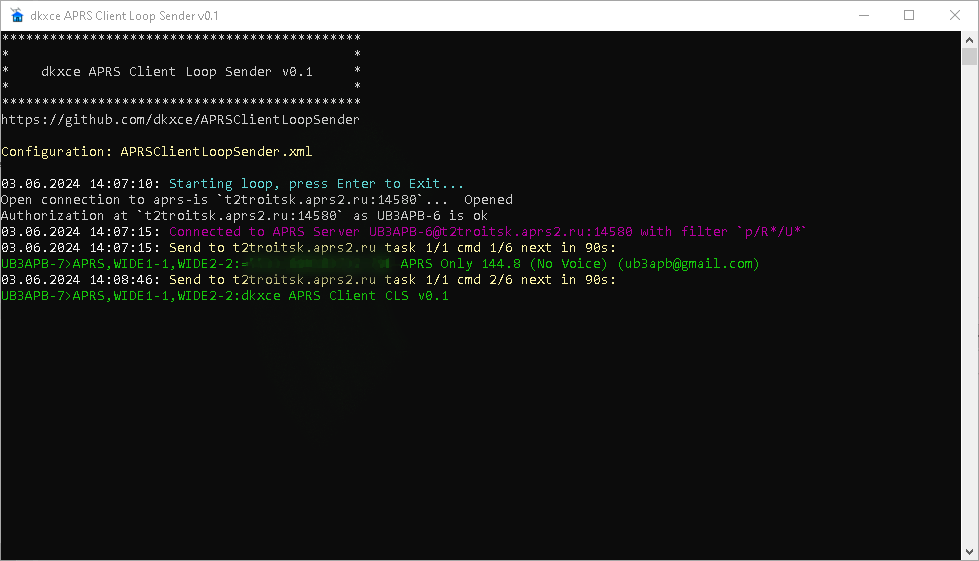 dkxce APRS Client Loop Sender v0.1
*********************************************
*                                           *
*    dkxce APRS Client Loop Sender v0.1     *
*                                           *
*********************************************
https://github.com/dkxce/APRSClientLoopSender
Configuration: APRSClientLoopSender.xml
03.06.2024 14:07:10: Starting loop, press Enter to Exit...
Open connection to aprs-is `t2troitsk.aprs2.ru:14580`...  Opened
Authorization at `t2troitsk.aprs2.ru:14580` as UB3APB-6 is ok
03.06.2024 14:07:15: Connected to APRS Server UB3APB-6@t2troitsk.aprs2.ru:14580 with filter `p/R*/U*`
03.06.2024 14:07:15: Send to t2troitsk.aprs2.ru task 1/1 cmd 1/6 next in 90s:
UB3APB-7>APRS,WIDE1-1,WIDE2-2:= APRS Only 144.8 (No Voice) (ub3apb@gmail.com)
03.06.2024 14:08:46: Send to t2troitsk.aprs2.ru task 1/1 cmd 2/6 next in 90s:
UB3APB-7>APRS,WIDE1-1,WIDE2-2:dkxce APRS Client CLS v0.1